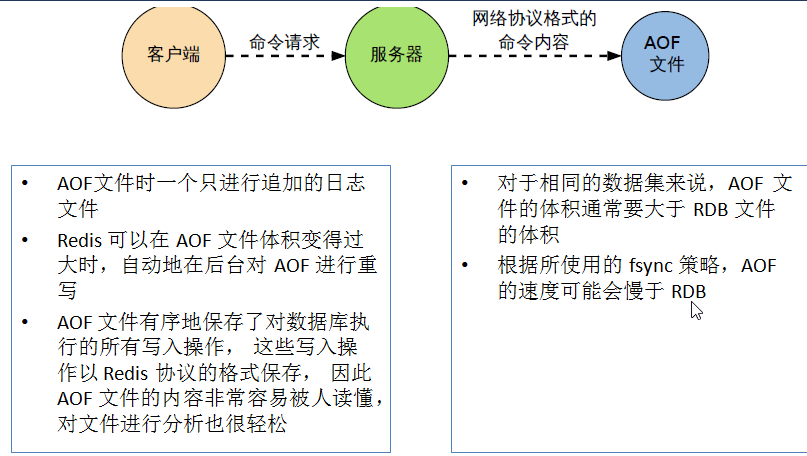 客户端
命令请求
服务器
网络协议格式的
命令内容
AOF
文件
• AOF文件时一个只进行追加的日志
文件
• Redis 可以在 AOF 文件体积变得过
大时，自动地在后台对 AOF 进行重
写
• AOF 文件有序地保存了对数据库执
行的所有写入操作， 这些写入操
作以 Redis 协议的格式保存， 因此
AOF 文件的内容非常容易被人读懂，
对文件进行分析也很轻松
• 对于相同的数据集来说，AOF 文
件的体积通常要大于 RDB 文件
的体积
• 根据所使用的 fsync 策略，AOF
的速度可能会慢于 RDB